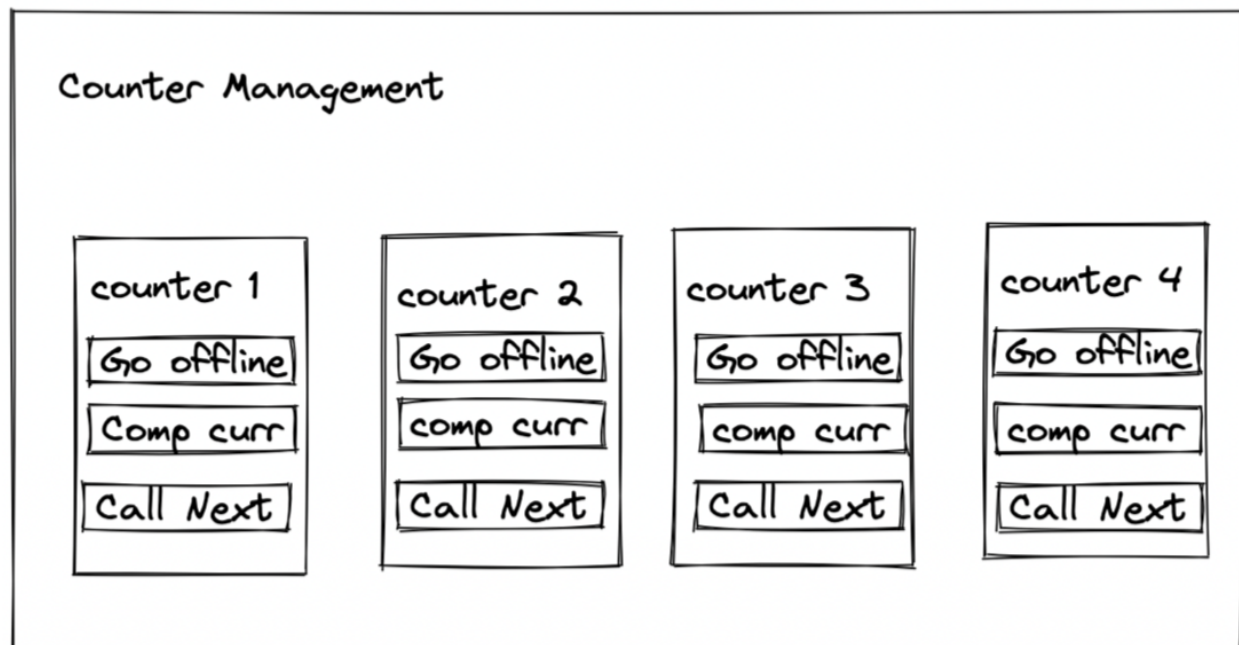 Counter Management
counter 1
Go offline
Comp curr
Call Next
counter 2
Go offline
comp curr
Call Next
counter 3
Go offline
comp curr
Call Next
counter 4
Go offline
comp curr
Call Next